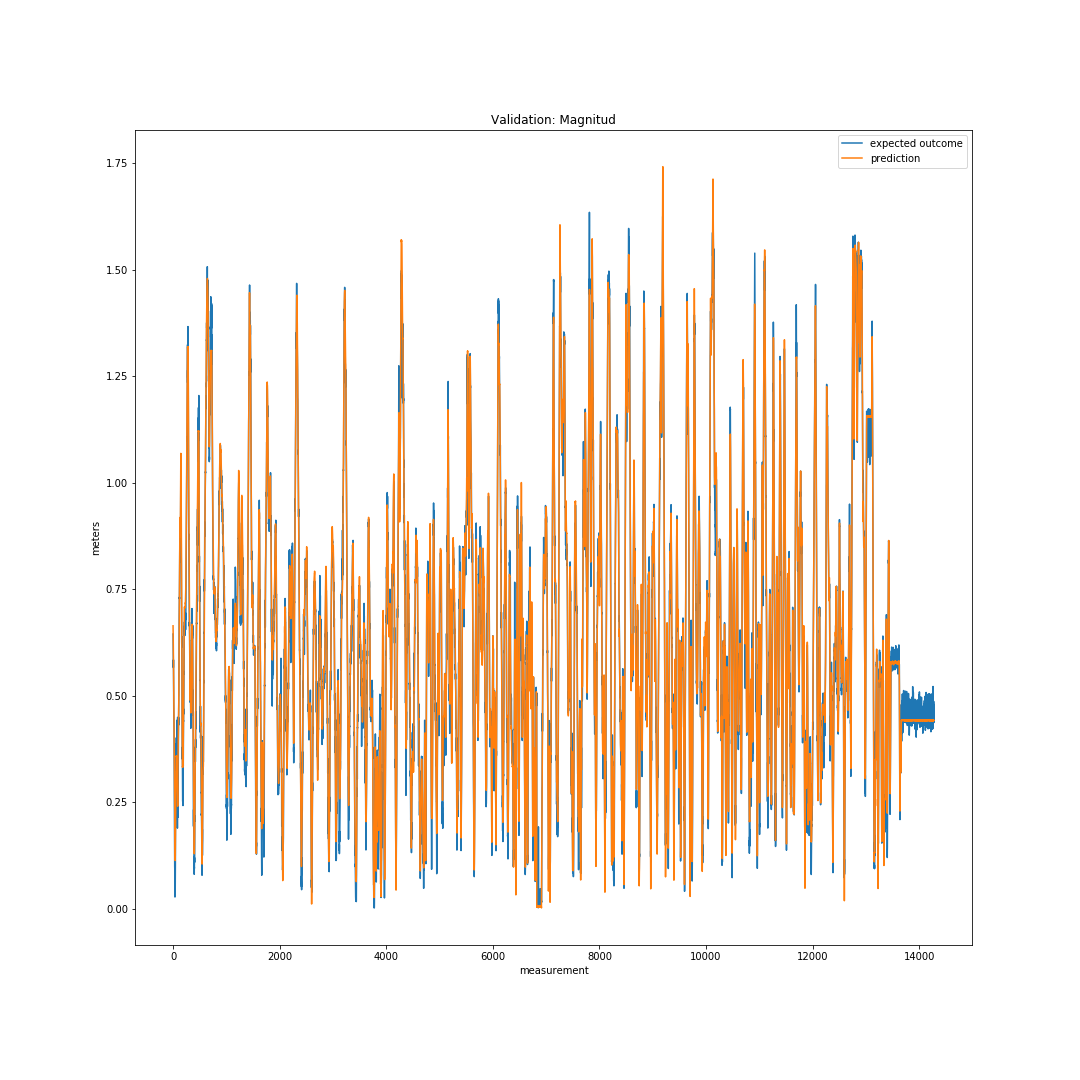 Validation: Magnitud
expected outcome
prediction
1.75
1.50
1.25
1.00
0.75
0.50
0.25
0.00
meters
0 2000 4000 6000 8000 10000 12000 14000
measurement